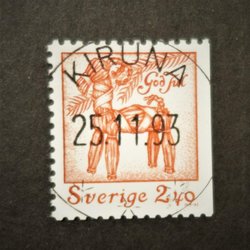 KIRUNA
God Jul
25.11.93
Sverige 2,40